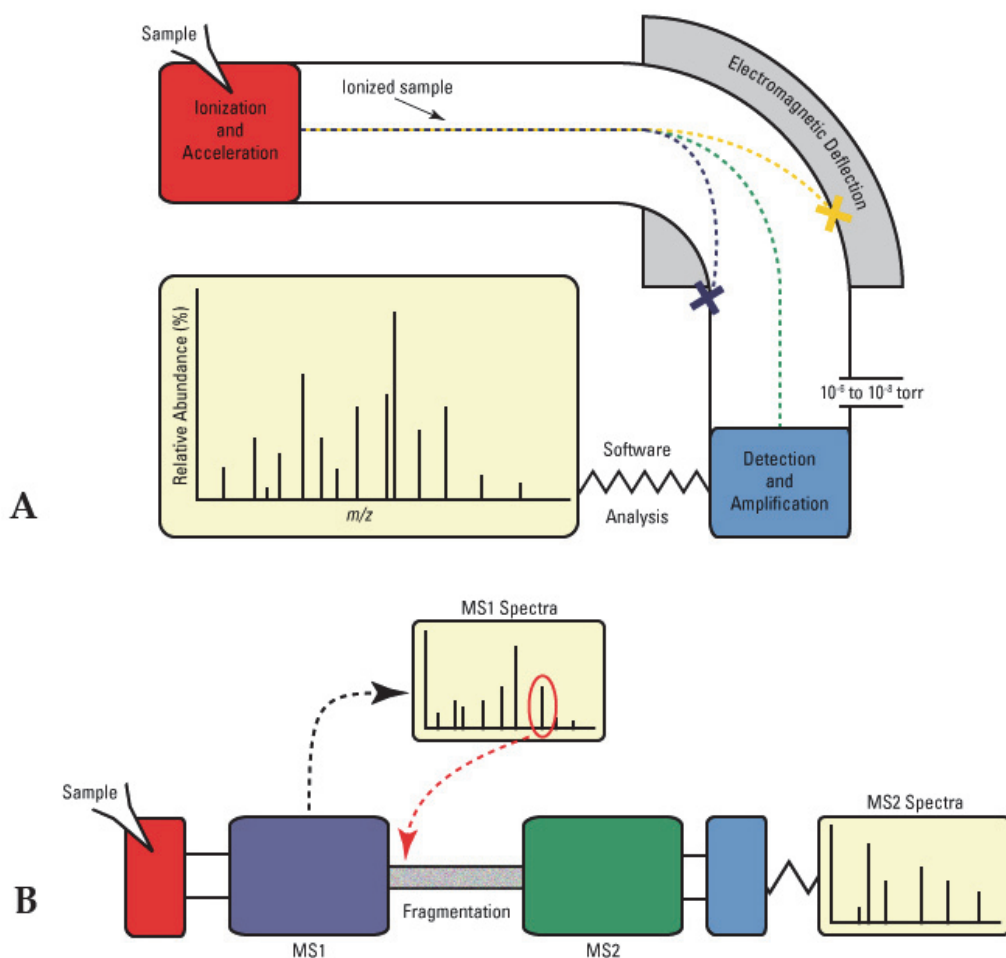 Sample
Ionization
and
Acceleration
Ionized sample
Electromagnetic Deflection
Relative Abundance (%)
m/z
Software
Analysis
10⁻⁶ to 10⁻⁸ torr
Detection
and
Amplification
A
MS1 Spectra
Sample
MS2 Spectra
Fragmentation
MS1
MS2
B